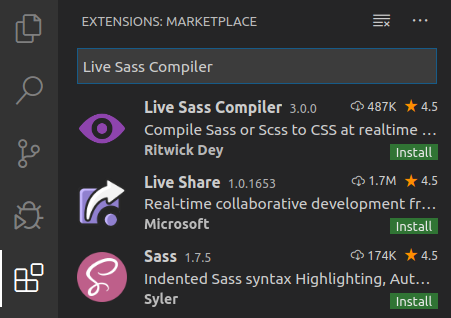 EXTENSIONS: MARKETPLACE
Live Sass Compiler
Live Sass Compiler 3.0.0 487K 4.5
Compile Sass or Scss to CSS at realtime ...
Ritwick Dey Install
Live Share 1.0.1653 1.7M 4.5
Real-time collaborative development fr...
Microsoft Install
Sass 1.7.5 174K 4.5
Indented Sass syntax Highlighting, Aut...
Syler Install